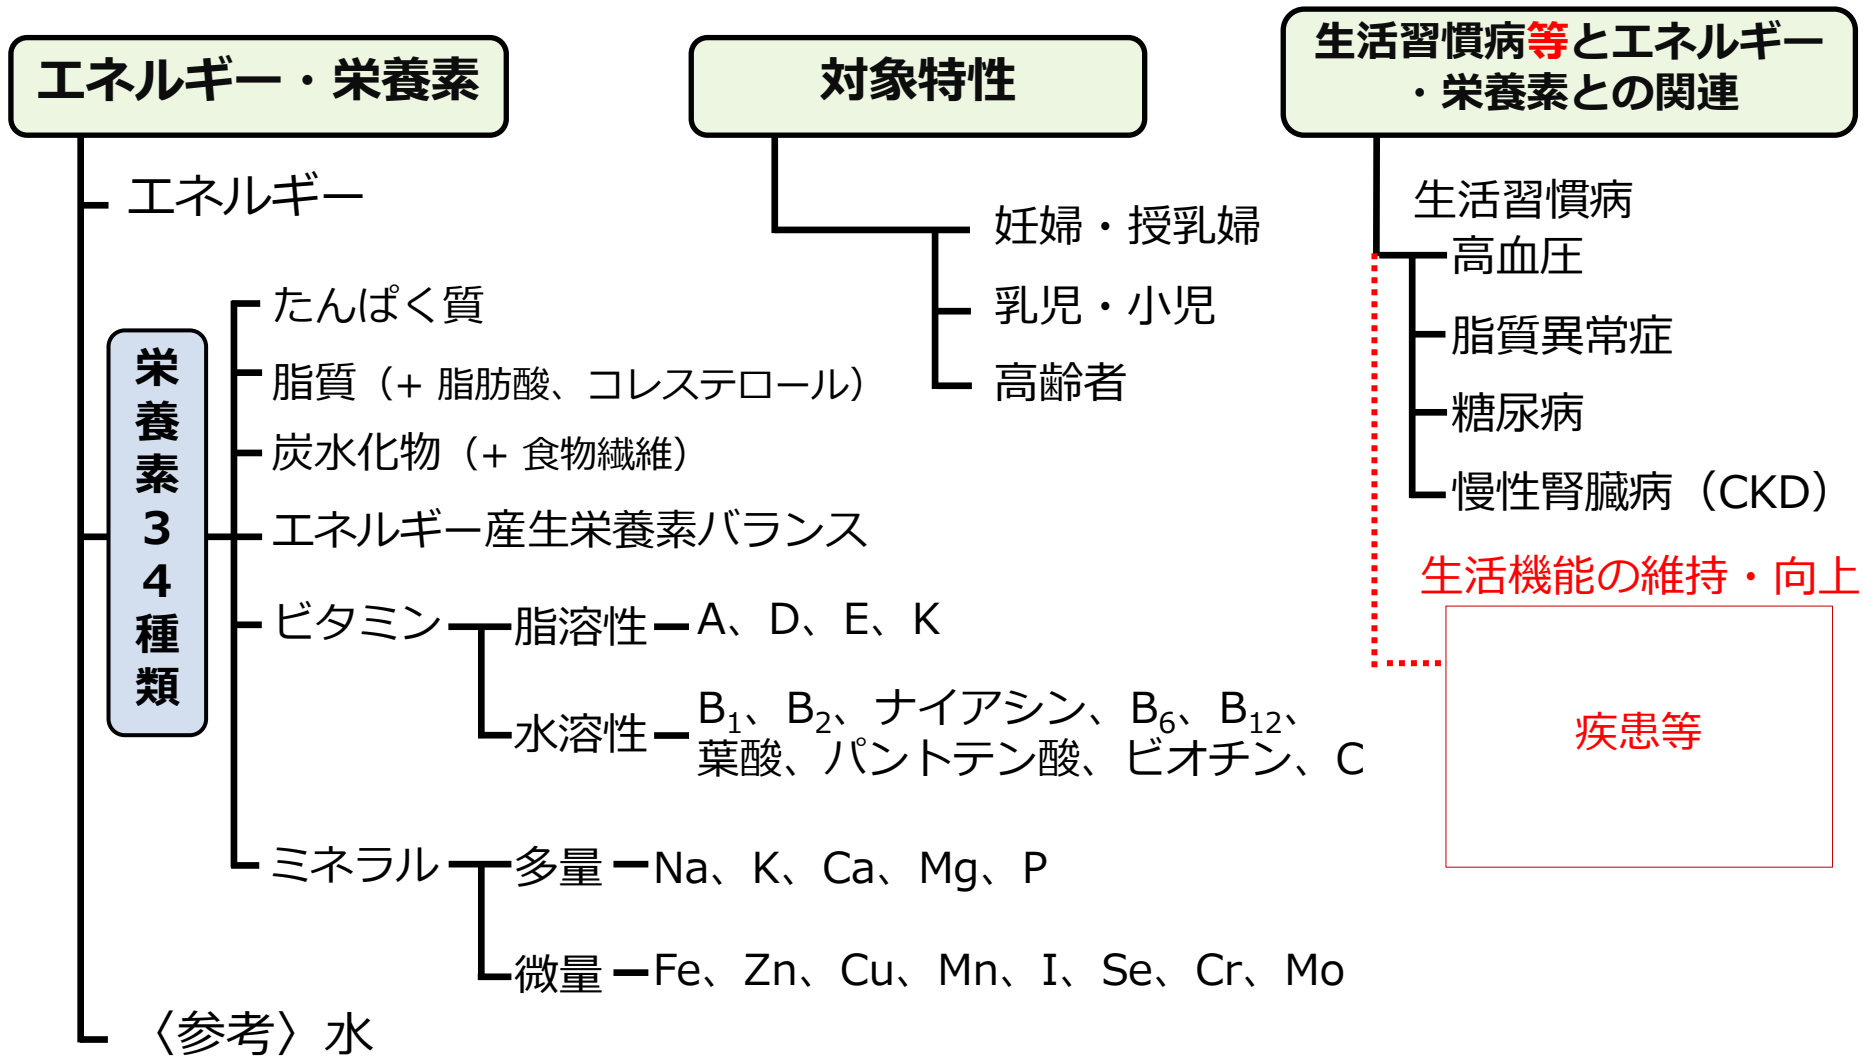 エネルギー・栄養素
エネルギー
栄養素34種類
たんぱく質
脂質（+ 脂肪酸、コレステロール）
炭水化物（+ 食物繊維）
エネルギー産生栄養素バランス
ビタミン
脂溶性
A、D、E、K
水溶性
B₁、B₂、ナイアシン、B₆、B₁₂、
葉酸、パントテン酸、ビオチン、C
ミネラル
多量
Na、K、Ca、Mg、P
微量
Fe、Zn、Cu、Mn、I、Se、Cr、Mo
〈参考〉水
対象特性
妊婦・授乳婦
乳児・小児
高齢者
生活習慣病等とエネルギー
・栄養素との関連
生活習慣病
高血圧
脂質異常症
糖尿病
慢性腎臓病（CKD）
生活機能の維持・向上
疾患等